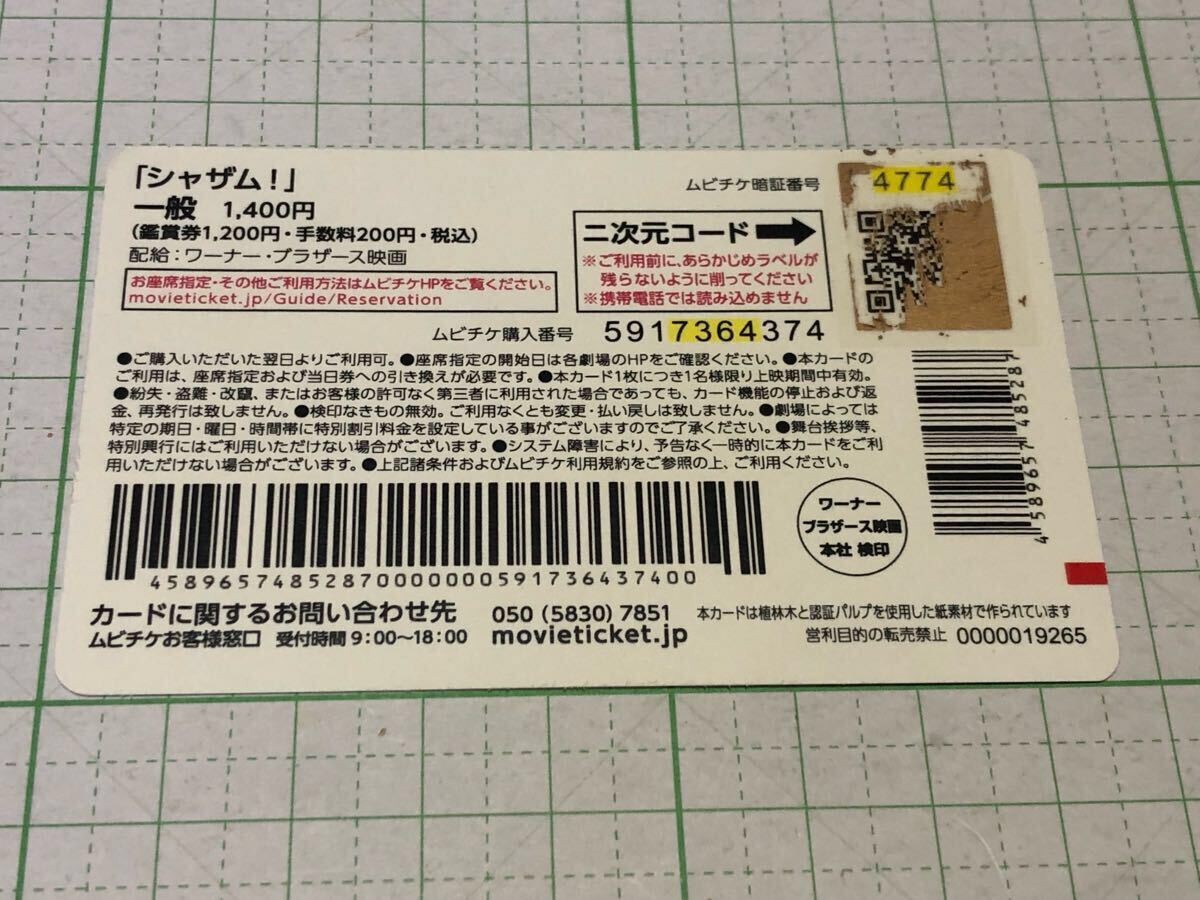 「シャザム！」
一般 1,400円
(鑑賞券1,200円・手数料200円・税込)
配給：ワーナー・ブラザース映画
お座席指定・その他ご利用方法はムビチケHPをご覧ください。
movieticket.jp/Guide/Reservation
ムビチケ暗証番号
4774
二次元コード
※ご利用前に、あらかじめラベルが
残らないように削ってください
※携帯電話では読み込めません
ムビチケ購入番号 5917364374
●ご購入いただいた翌日よりご利用可。●座席指定の開始日は各劇場のHPをご確認ください。●本カードの
ご利用は、座席指定および当日券への引き換えが必要です。●本カード1枚につき1名様限り上映期間中有効。
●紛失・盗難・改竄、またはお客様の許可なく第三者に利用された場合であっても、カード機能の停止および返
金、再発行は致しません。●検印なきもの無効。ご利用なくとも変更・払い戻しは致しません。●劇場によっては
特定の期日・曜日・時間帯に特別割引料金を設定している事がございますのでご了承ください。●舞台挨拶等、
特別興行にはご利用いただけない場合がございます。●システム障害により、予告なく一時的に本カードをご利
用いただけない場合がございます。●上記諸条件およびムビチケ利用規約をご参照の上、ご利用ください。
4589657485287000000005917364​37400
4 589657 485287
ワーナー
ブラザース映画
本社 検印
カードに関するお問い合わせ先 050 (5830) 7851
ムビチケお客様窓口 受付時間 9:00～18:00 movieticket.jp
本カードは植林木と認証パルプを使用した紙素材で作られています
営利目的の転売禁止 0000019265